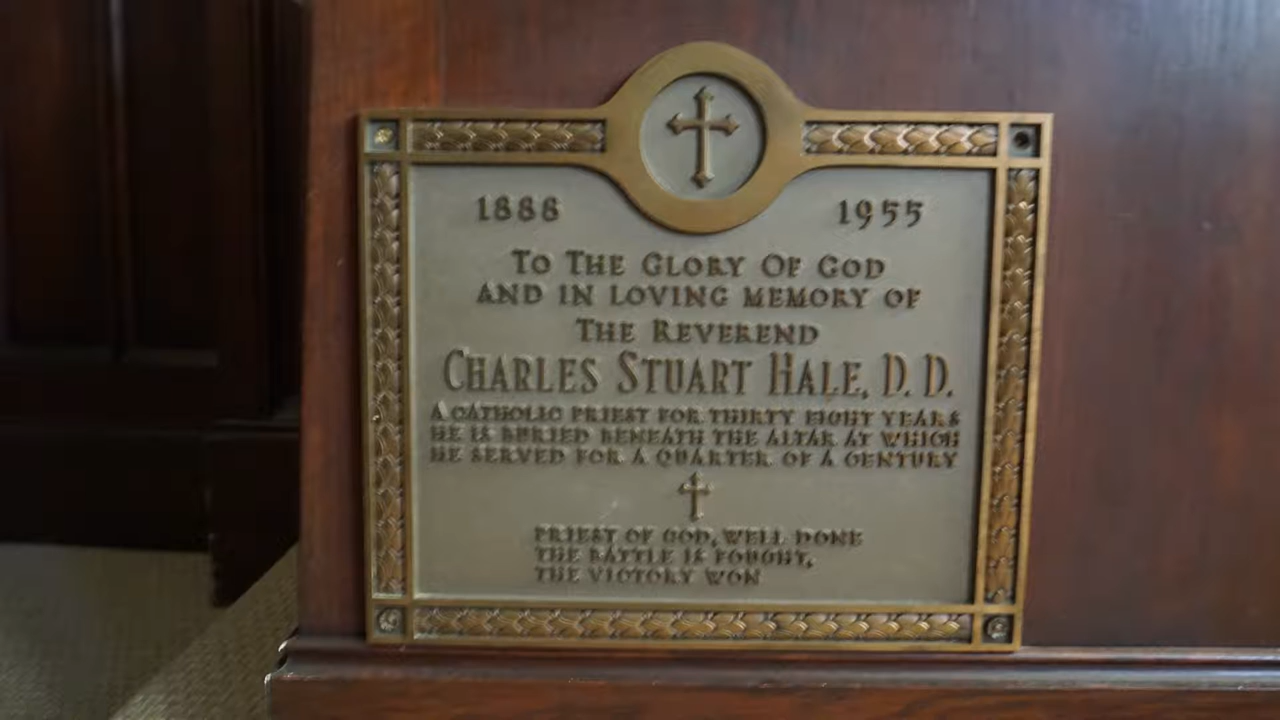 1888 1955
TO THE GLORY OF GOD
AND IN LOVING MEMORY OF
THE REVEREND
CHARLES STUART HALE, D. D.
A CATHOLIC PRIEST FOR THIRTY EIGHT YEARS
HE IS BURIED BENEATH THE ALTAR AT WHICH
HE SERVED FOR A QUARTER OF A CENTURY
PRIEST OF GOD, WELL DONE
THE BATTLE IS FOUGHT,
THE VICTORY WON